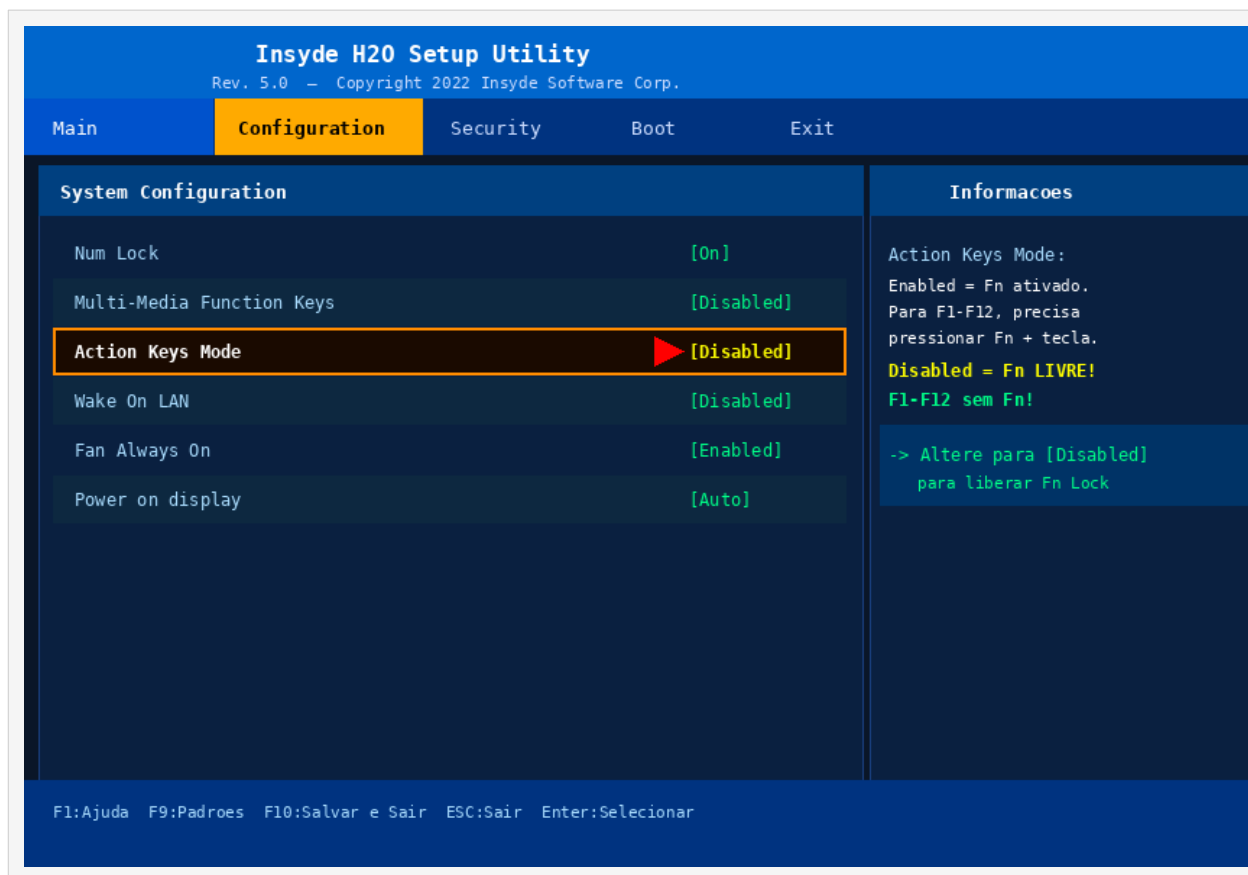 Insyde H2O Setup Utility
Rev. 5.0 — Copyright 2022 Insyde Software Corp.
Main Configuration Security Boot Exit
System Configuration
Num Lock [On]
Multi-Media Function Keys [Disabled]
Action Keys Mode [Disabled]
Wake On LAN [Disabled]
Fan Always On [Enabled]
Power on display [Auto]
Informacoes
Action Keys Mode:
Enabled = Fn ativado.
Para F1-F12, precisa
pressionar Fn + tecla.
Disabled = Fn LIVRE!
F1-F12 sem Fn!
-> Altere para [Disabled]
para liberar Fn Lock
F1:Ajuda F9:Padroes F10:Salvar e Sair ESC:Sair Enter:Selecionar